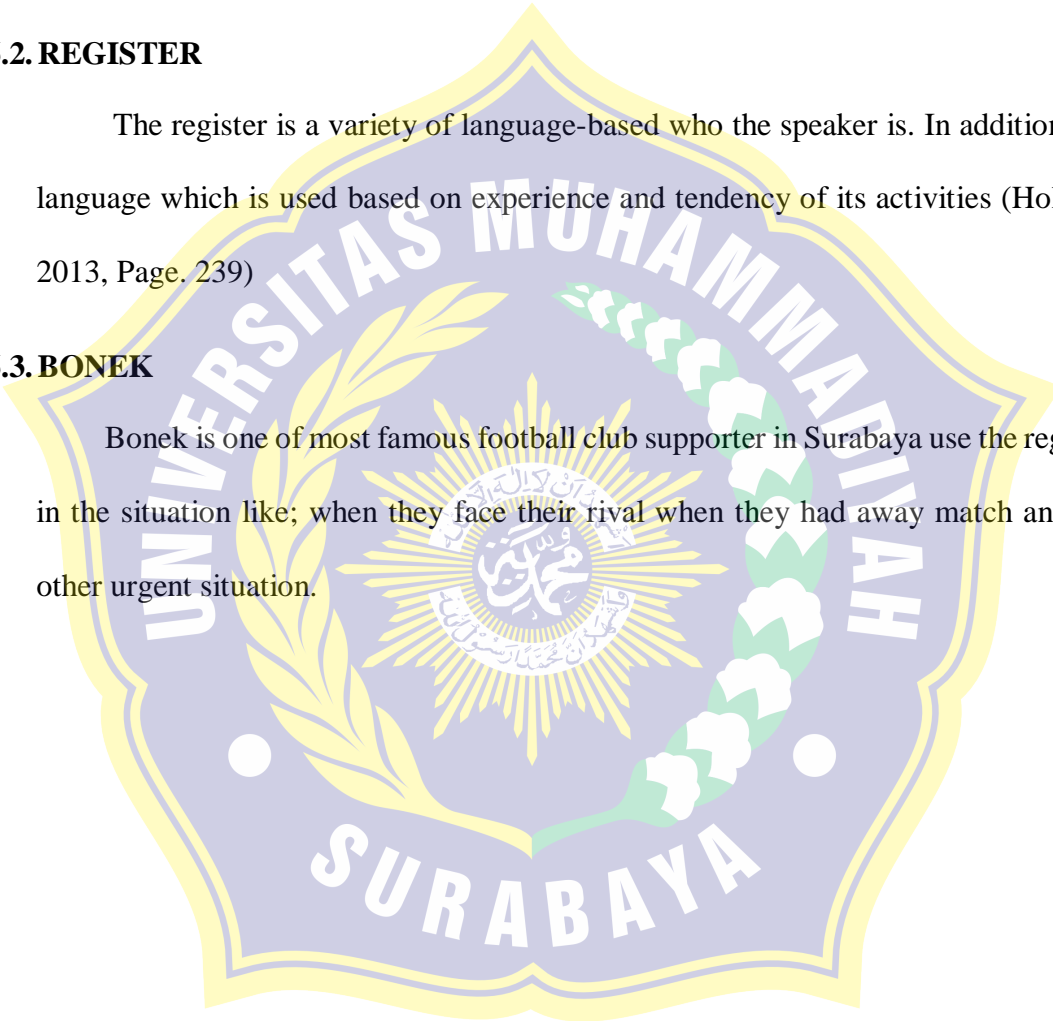 .2. REGISTER
The register is a variety of language-based who the speaker is. In addition
language which is used based on experience and tendency of its activities (Hol
2013, Page. 239)
.3. BONEK
Bonek is one of most famous football club supporter in Surabaya use the reg
in the situation like; when they face their rival when they had away match an
other urgent situation.
UNIVERSITAS MUHAMMADIYAH
SURABAYA